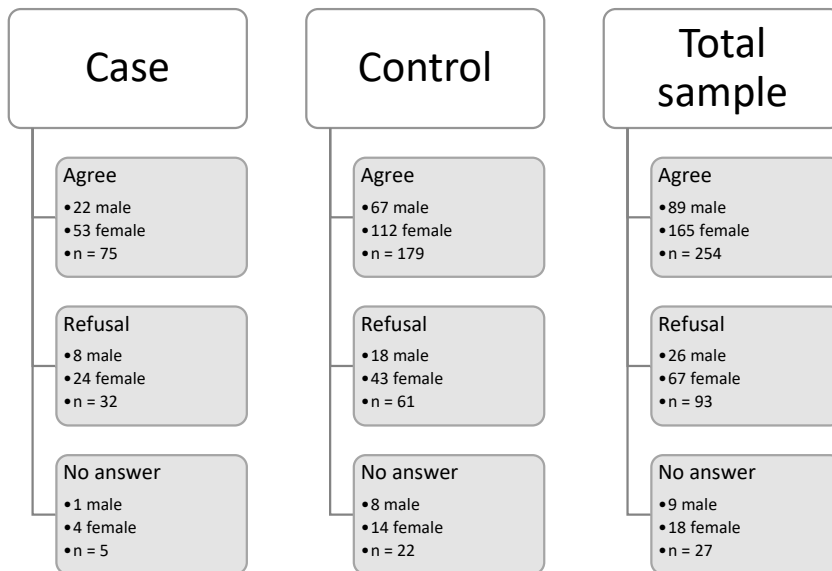 Case
Agree
•22 male
•53 female
•n = 75
Refusal
•8 male
•24 female
•n = 32
No answer
•1 male
•4 female
•n = 5
Control
Agree
•67 male
•112 female
•n = 179
Refusal
•18 male
•43 female
•n = 61
No answer
•8 male
•14 female
•n = 22
Total
sample
Agree
•89 male
•165 female
•n = 254
Refusal
•26 male
•67 female
•n = 93
No answer
•9 male
•18 female
•n = 27